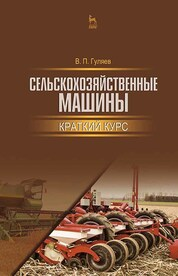 В. П. Гуляев
СЕЛЬСКОХОЗЯЙСТВЕННЫЕ
МАШИНЫ
КРАТКИЙ КУРС